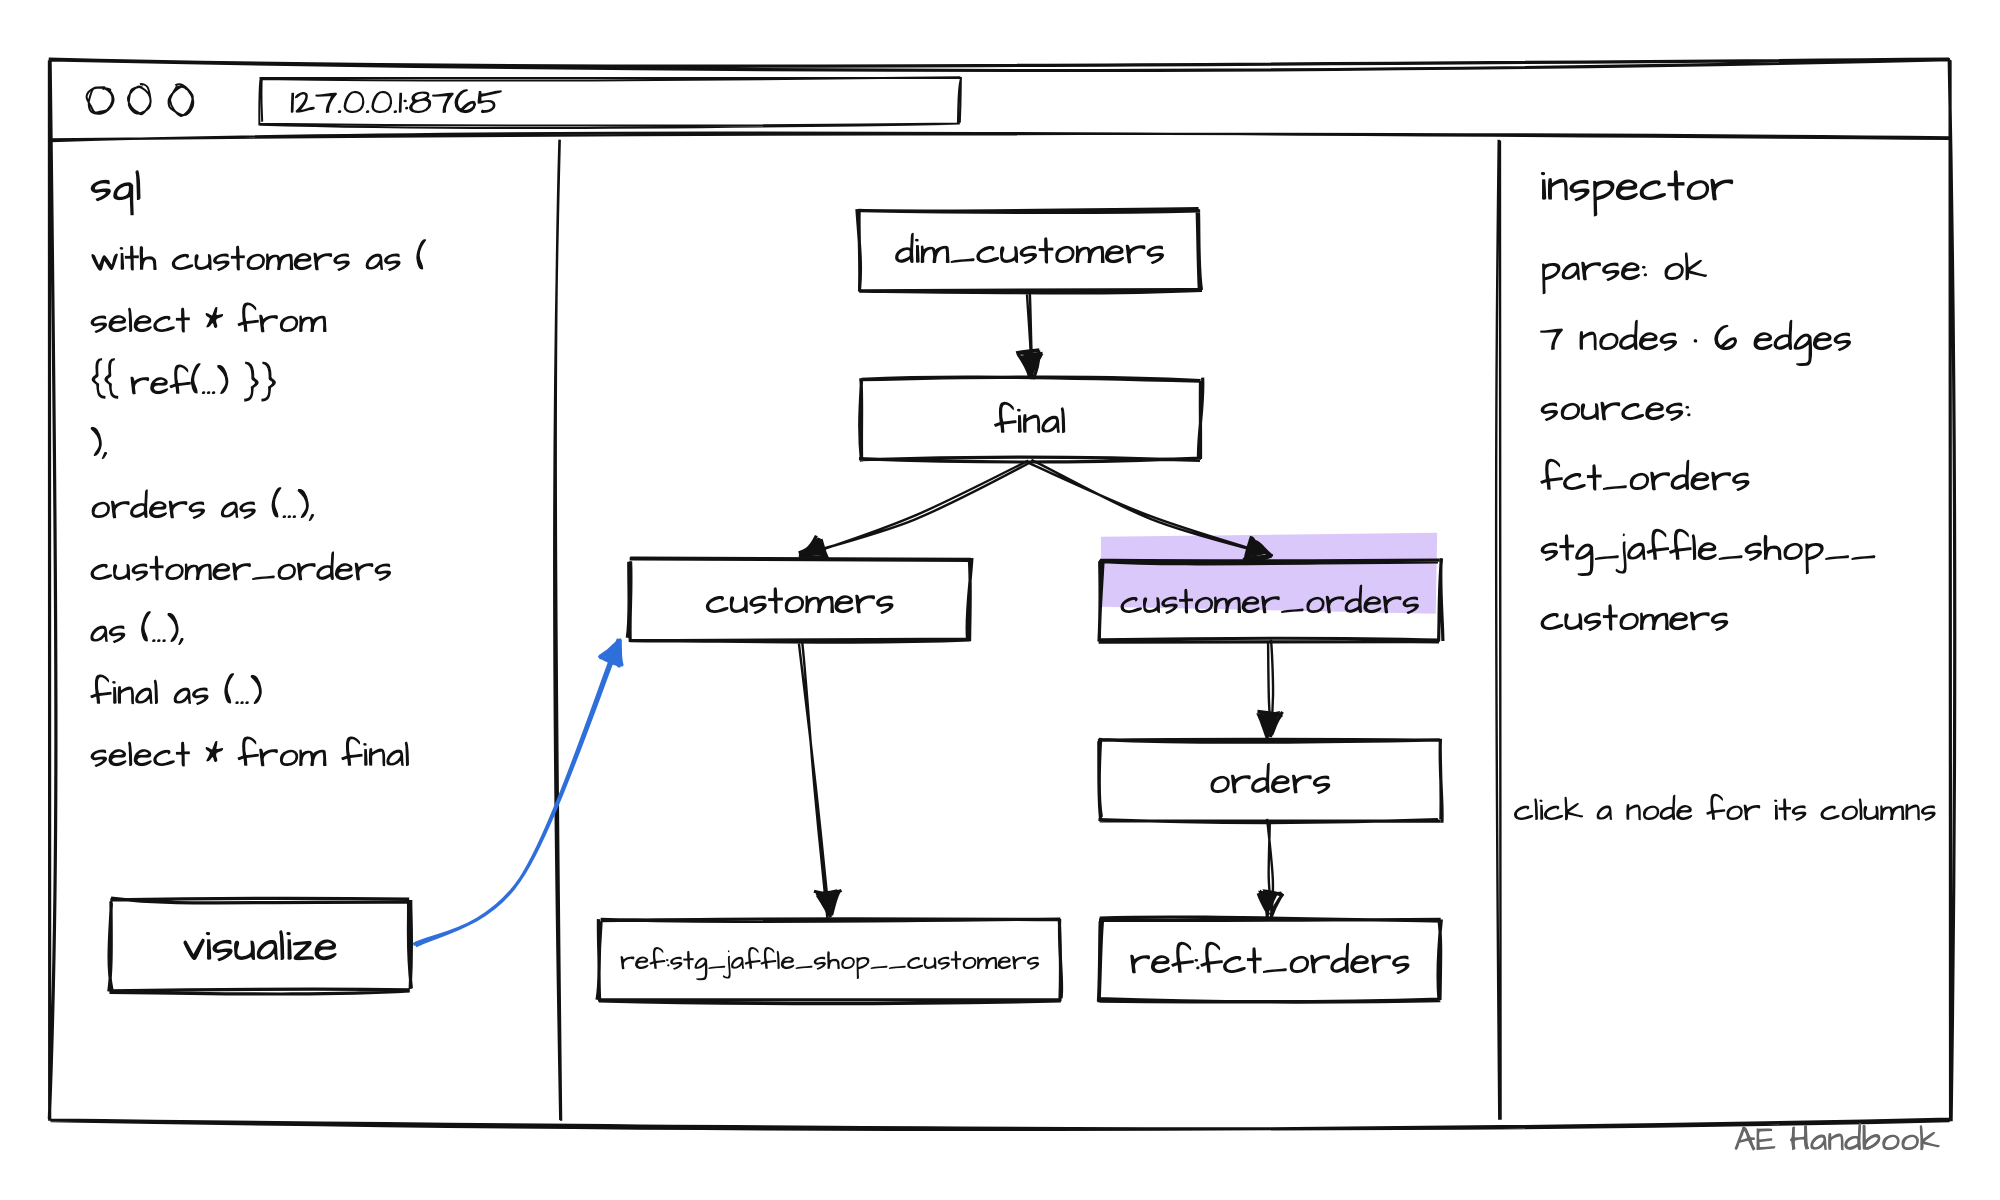 127.0.0.1:8765
sql
with customers as (
select * from
{{ ref(...) }}
),
orders as (...),
customer_orders
as (...),
final as (...)
select * from final
visualize
dim_customers
final
customers
customer_orders
orders
ref:stg_jaffle_shop__customers
ref:fct_orders
inspector
parse: ok
7 nodes · 6 edges
sources:
fct_orders
stg_jaffle_shop__
customers
click a node for its columns
AE Handbook